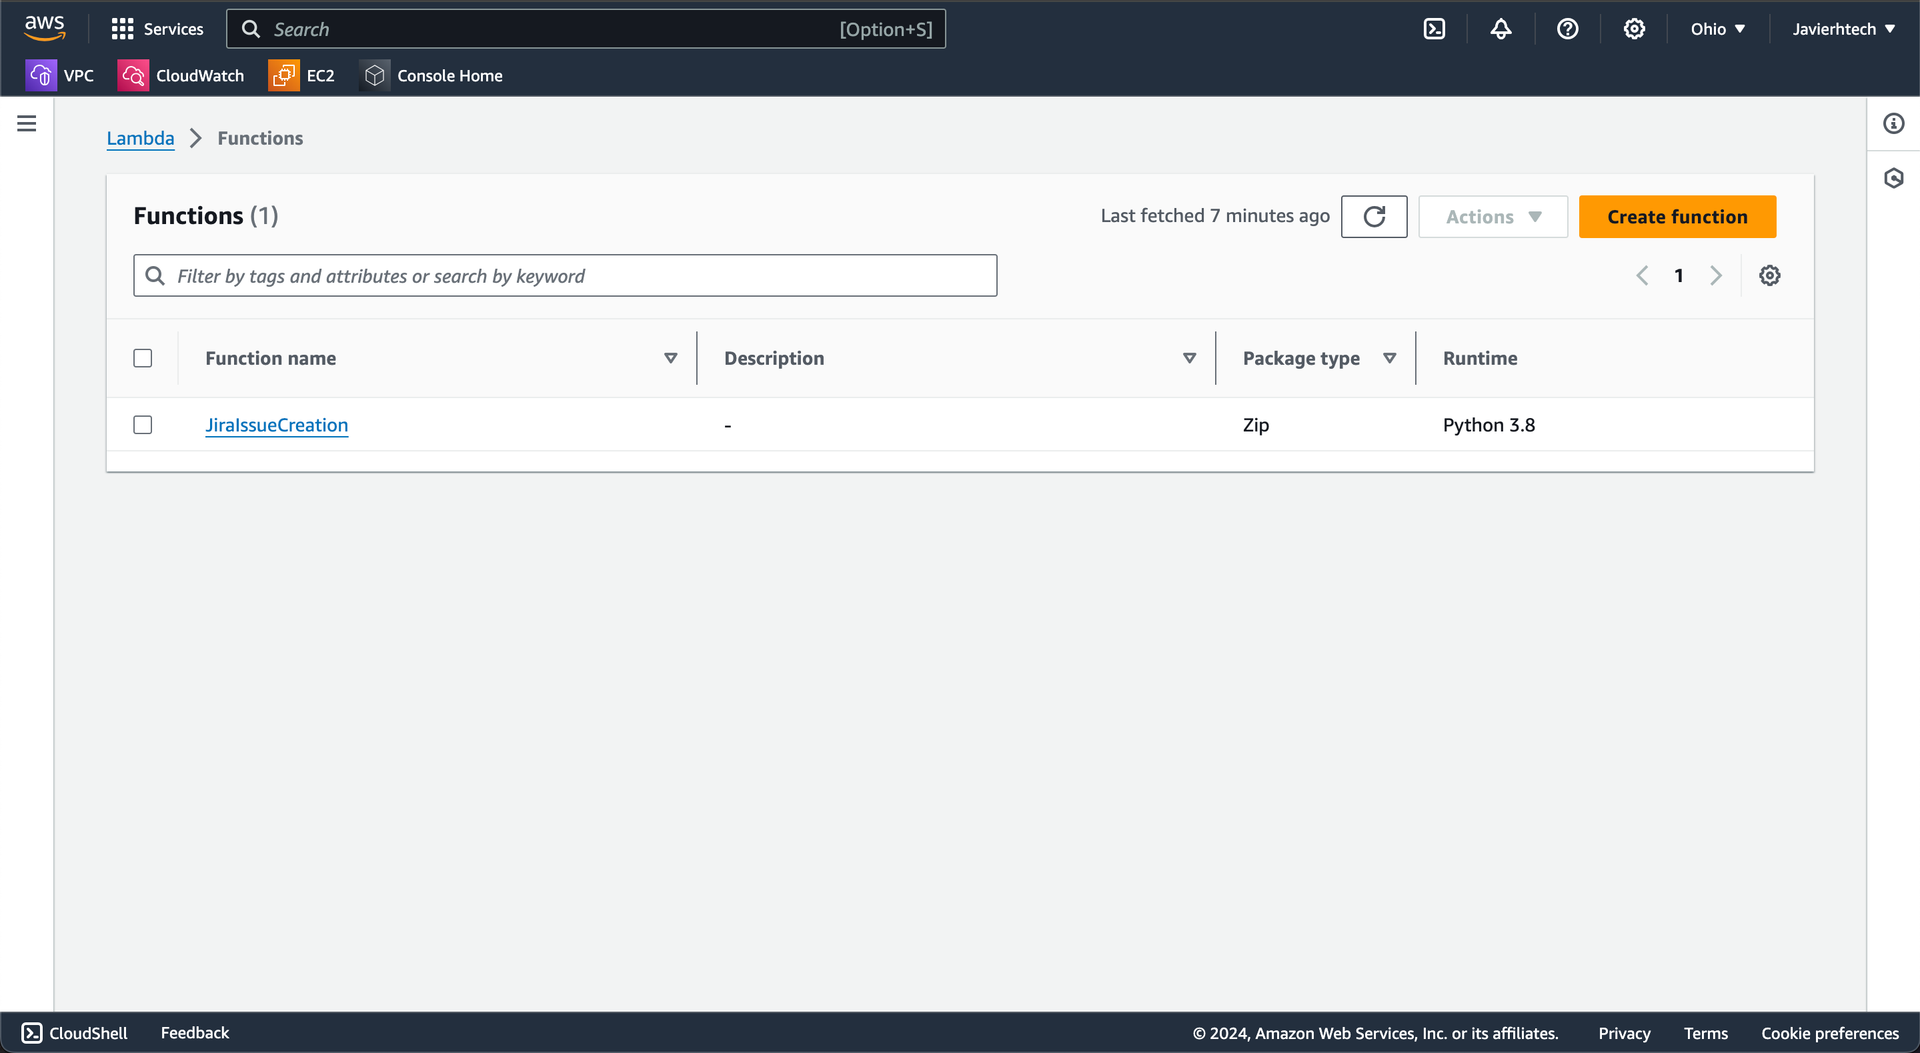 aws Services Search [Option+S] Ohio Javierhtech
VPC CloudWatch EC2 Console Home
Lambda Functions
Functions (1) Last fetched 7 minutes ago Actions Create function
Filter by tags and attributes or search by keyword 1
Function name Description Package type Runtime
JiraIssueCreation - Zip Python 3.8
CloudShell Feedback © 2024, Amazon Web Services, Inc. or its affiliates. Privacy Terms Cookie preferences